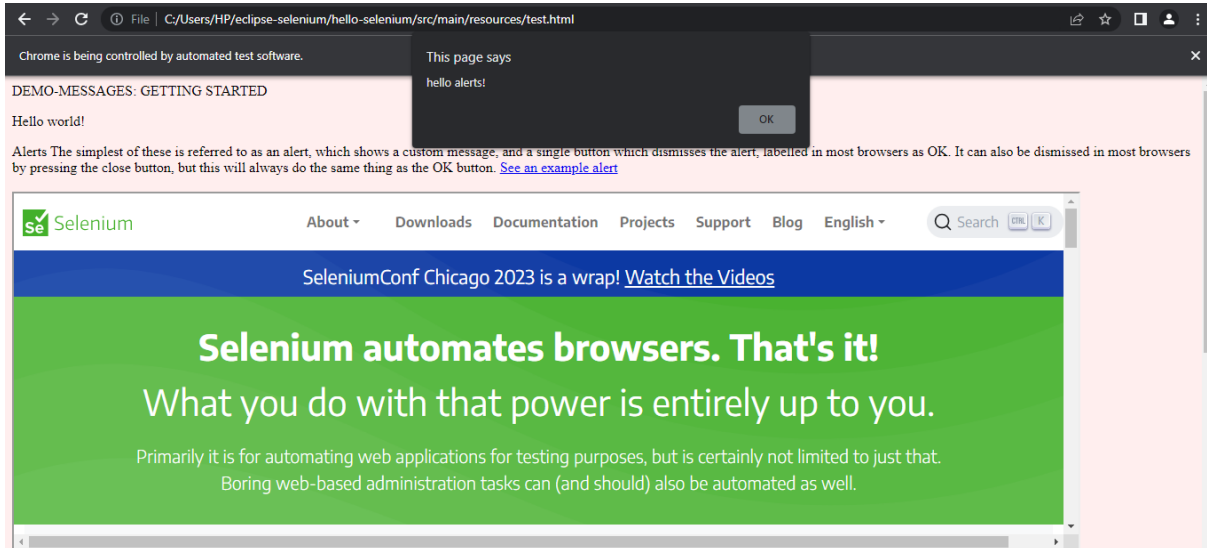 File | C:/Users/HP/eclipse-selenium/hello-selenium/src/main/resources/test.html
Chrome is being controlled by automated test software.
This page says
hello alerts!
OK
DEMO-MESSAGES: GETTING STARTED
Hello world!
Alerts The simplest of these is referred to as an alert, which shows a custom message, and a single button which dismisses the alert, labelled in most browsers as OK. It can also be dismissed in most browsers
by pressing the close button, but this will always do the same thing as the OK button. See an example alert
Se Selenium About Downloads Documentation Projects Support Blog English Search CTRL K
SeleniumConf Chicago 2023 is a wrap! Watch the Videos
Selenium automates browsers. That's it!
What you do with that power is entirely up to you.
Primarily it is for automating web applications for testing purposes, but is certainly not limited to just that.
Boring web-based administration tasks can (and should) also be automated as well.